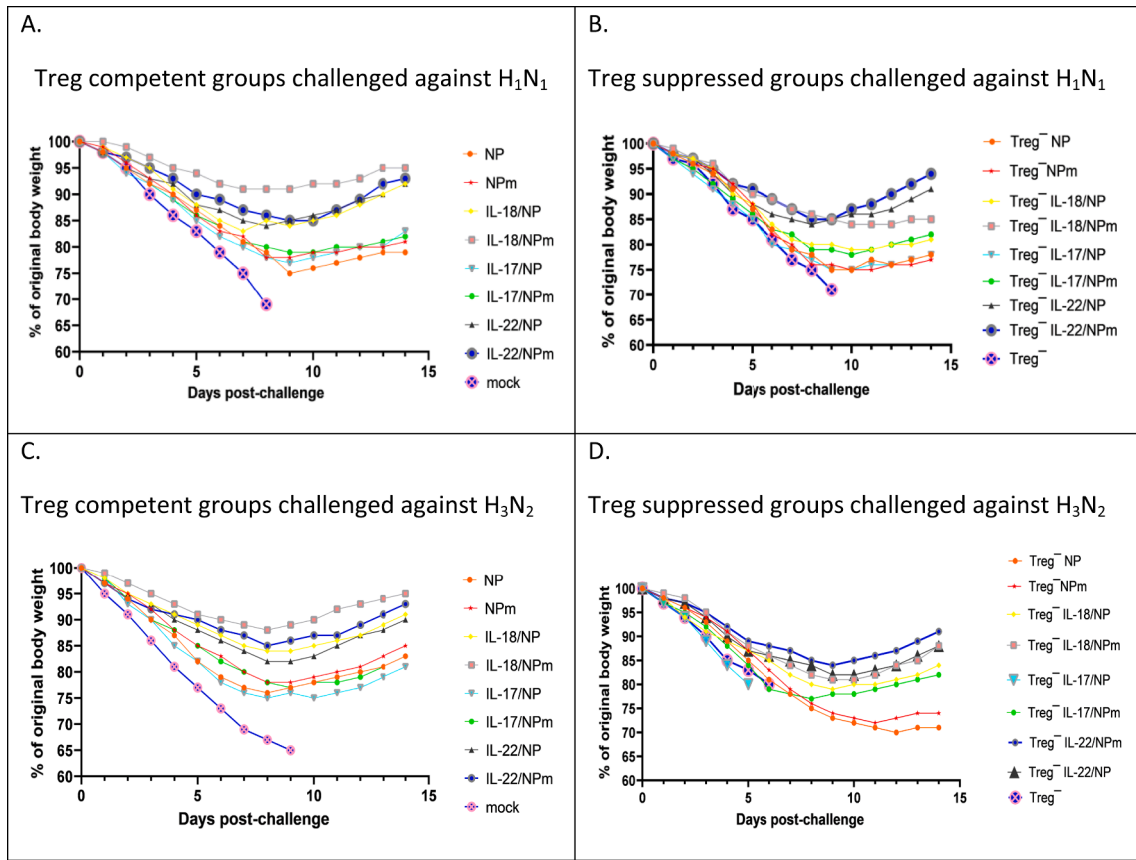 A.
Treg competent groups challenged against H₁N₁
% of original body weight
100
95
90
85
80
75
70
65
60
0
5
10
15
Days post-challenge
NP
NPm
IL-18/NP
IL-18/NPm
IL-17/NP
IL-17/NPm
IL-22/NP
IL-22/NPm
mock
B.
Treg suppressed groups challenged against H₁N₁
% of original body weight
100
95
90
85
80
75
70
65
60
0
5
10
15
Days post-challenge
Treg⁻ NP
Treg⁻NPm
Treg⁻ IL-18/NP
Treg⁻ IL-18/NPm
Treg⁻ IL-17/NP
Treg⁻ IL-17/NPm
Treg⁻ IL-22/NP
Treg⁻ IL-22/NPm
Treg⁻
C.
Treg competent groups challenged against H₃N₂
% of original body weight
100
95
90
85
80
75
70
65
60
0
5
10
15
Days post-challenge
NP
NPm
IL-18/NP
IL-18/NPm
IL-17/NP
IL-17/NPm
IL-22/NP
IL-22/NPm
mock
D.
Treg suppressed groups challenged against H₃N₂
% of original body weight
100
95
90
85
80
75
70
65
60
0
5
10
15
Days post-challenge
Treg⁻ NP
Treg⁻NPm
Treg⁻ IL-18/NP
Treg⁻ IL-18/NPm
Treg⁻ IL-17/NP
Treg⁻ IL-17/NPm
Treg⁻ IL-22/NPm
Treg⁻ IL-22/NP
Treg⁻